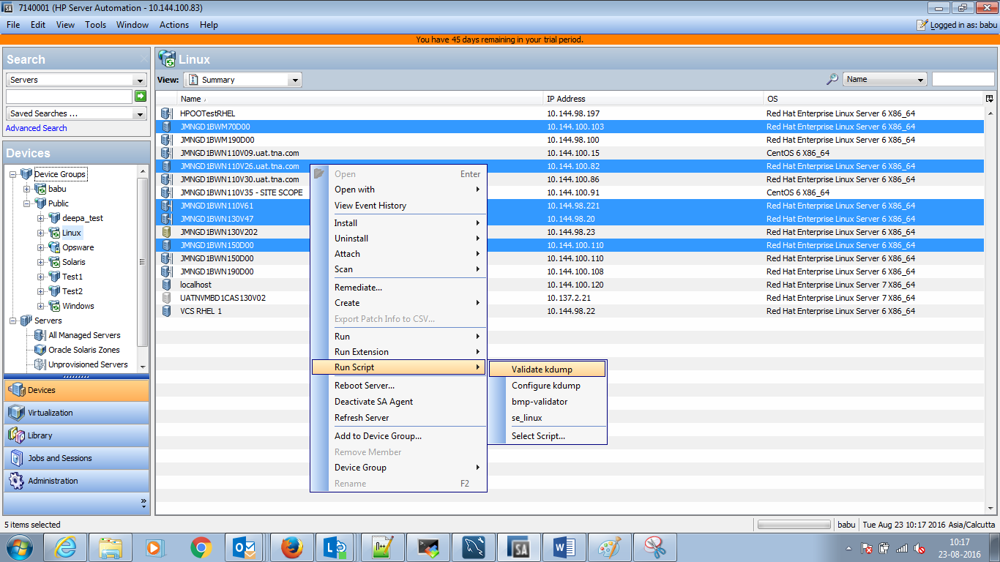 7140001 (HP Server Automation - 10.144.100.83)
File Edit View Tools Window Actions Help
Logged in as: babu
You have 45 days remaining in your trial period.
Search
Servers
Saved Searches ...
Advanced Search
Devices
Device Groups
babu
Public
deepa_test
Linux
Opsware
Solaris
Test1
Test2
Windows
Servers
All Managed Servers
Oracle Solaris Zones
Unprovisioned Servers
Devices
Virtualization
Library
Jobs and Sessions
Administration
Linux
View: Summary Name
Name IP Address OS
HPOOTestRHEL 10.144.98.197 Red Hat Enterprise Linux Server 6 X86_64
JMNGD1BWM70D00 10.144.100.103 Red Hat Enterprise Linux Server 6 X86_64
JMNGD1BWM190D00 10.144.98.100 Red Hat Enterprise Linux Server 6 X86_64
JMNGD1BWN110V09.uat.tna.com 10.144.100.15 CentOS 6 X86_64
JMNGD1BWN110V26.uat.tna.com 10.144.100.82 Red Hat Enterprise Linux Server 6 X86_64
JMNGD1BWN110V30.uat.tna.com 10.144.100.86 Red Hat Enterprise Linux Server 6 X86_64
JMNGD1BWN110V35 - SITE SCOPE 10.144.100.91 CentOS 6 X86_64
JMNGD1BWN110V61 10.144.98.221 Red Hat Enterprise Linux Server 6 X86_64
JMNGD1BWN130V47 10.144.98.20 Red Hat Enterprise Linux Server 6 X86_64
JMNGD1BWN130V202 10.144.98.23 Red Hat Enterprise Linux Server 6 X86_64
JMNGD1BWN150D00 10.144.100.110 Red Hat Enterprise Linux Server 6 X86_64
JMNGD1BWN150D00 10.144.100.110 Red Hat Enterprise Linux Server 6 X86_64
JMNGD1BWN190D00 10.144.100.108 Red Hat Enterprise Linux Server 6 X86_64
localhost 10.144.100.120 Red Hat Enterprise Linux Server 7 X86_64
UATNVMBD1CAS130V02 10.137.2.21 Red Hat Enterprise Linux Server 7 X86_64
VCS RHEL 1 10.144.98.22 Red Hat Enterprise Linux Server 6 X86_64
Open Enter
Open with
View Event History
Install
Uninstall
Attach
Scan
Remediate...
Create
Export Patch Info to CSV...
Run
Run Extension
Run Script
Reboot Server...
Deactivate SA Agent
Refresh Server
Add to Device Group...
Remove Member
Device Group
Rename F2
Validate kdump
Configure kdump
bmp-validator
se_linux
Select Script...
5 items selected
babu Tue Aug 23 10:17 2016 Asia/Calcutta
10:17
23-08-2016